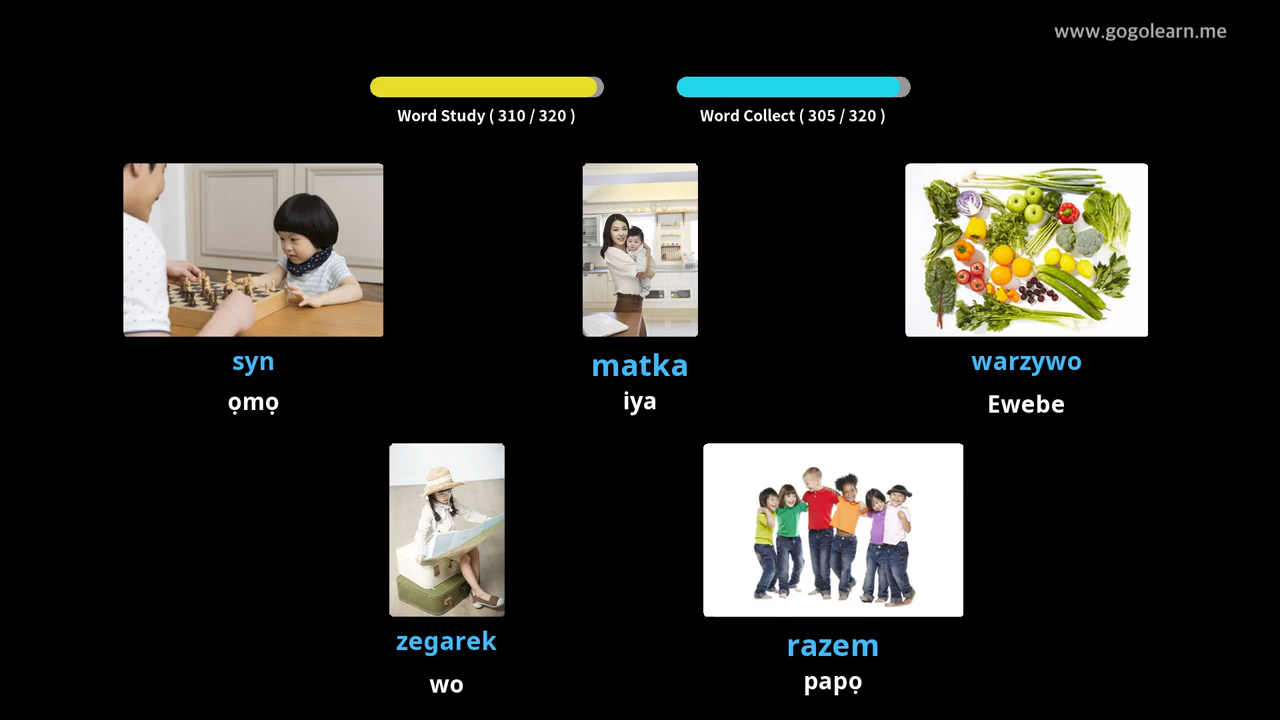 www.gogolearn.me
Word Study ( 310 / 320 )
Word Collect ( 305 / 320 )
syn
ọmọ
matka
iya
warzywo
Ewebe
zegarek
wo
razem
papọ